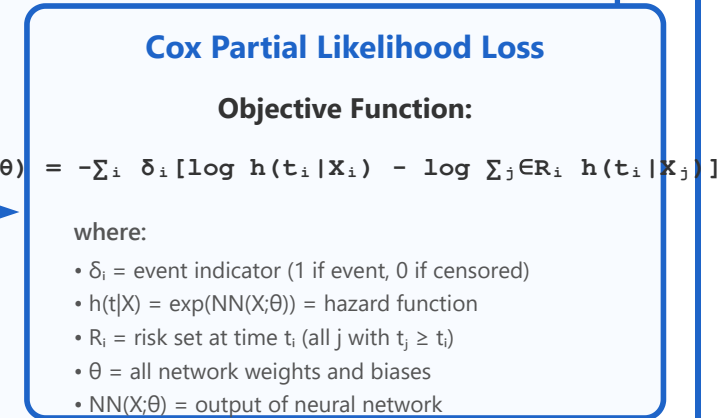 Cox Partial Likelihood Loss
Objective Function:
θ) = -∑ᵢ δᵢ[log h(tᵢ|Xᵢ) - log ∑ⱼ∈Rᵢ h(tᵢ|Xⱼ)]
where:
• δᵢ = event indicator (1 if event, 0 if censored)
• h(t|X) = exp(NN(X;θ)) = hazard function
• Rᵢ = risk set at time tᵢ (all j with tⱼ ≥ tᵢ)
• θ = all network weights and biases
• NN(X;θ) = output of neural network